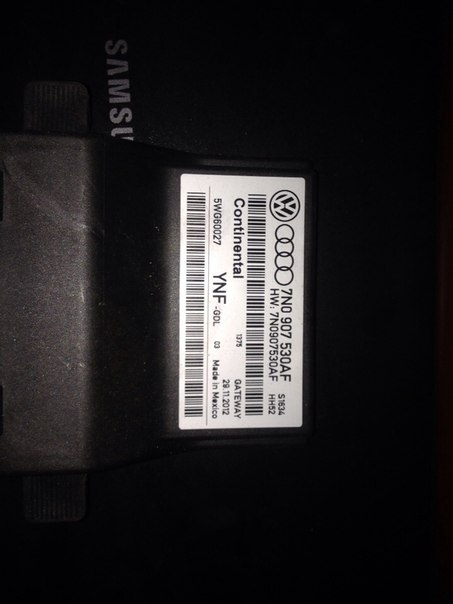 SAMSU
7N0 907 530AF S1634
HW: 7N0907530AF HH52
Continental 1375 GATEWAY
YNF-GDL 03 28.11.2012
5WG60027 Made in Mexico